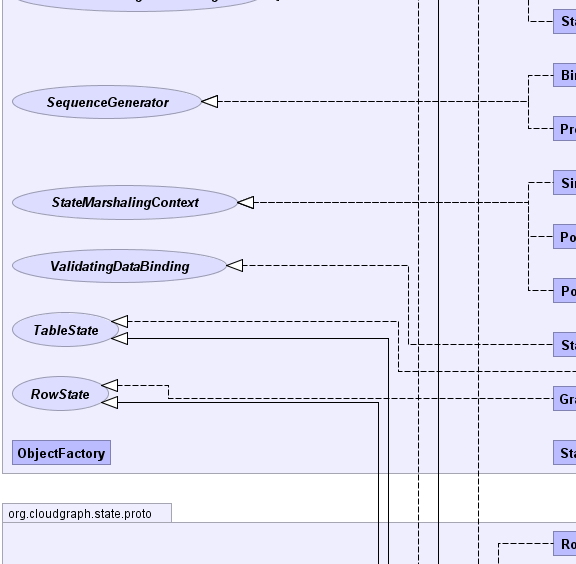 Sta
SequenceGenerator
Bin
Pro
StateMarshalingContext
Sin
Po
ValidatingDataBinding
Po
TableState
Sta
RowState
Gra
ObjectFactory
Sta
org.cloudgraph.state.proto
Ro